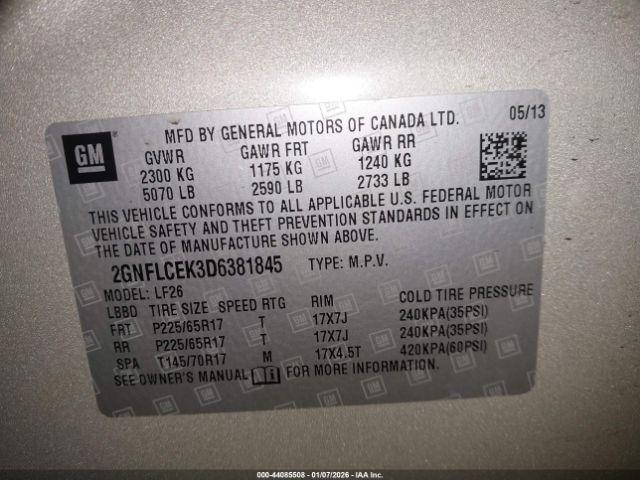 05/13
GM
MFD BY GENERAL MOTORS OF CANADA LTD.
GVWR GAWR FRT GAWR RR
2300 KG 1175 KG 1240 KG
5070 LB 2590 LB 2733 LB
THIS VEHICLE CONFORMS TO ALL APPLICABLE U.S. FEDERAL MOTOR
VEHICLE SAFETY AND THEFT PREVENTION STANDARDS IN EFFECT ON
THE DATE OF MANUFACTURE SHOWN ABOVE.
2GNFLCEK3D6381845 TYPE: M.P.V.
MODEL: LF26
LBBD TIRE SIZE SPEED RTG RIM COLD TIRE PRESSURE
FRT P225/65R17 T 17X7J 240KPA(35PSI)
RR P225/65R17 T 17X7J 240KPA(35PSI)
SPA T145/70R17 M 17X4.5T 420KPA(60PSI)
SEE OWNER'S MANUAL FOR MORE INFORMATION.
000-44085508 - 01/07/2026 - IAA Inc.